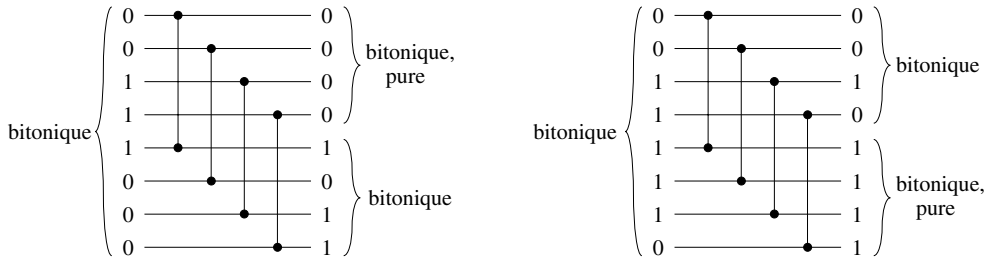 0 0 0 0
0 0 0 0
bitonique, pure bitonique
1 0 1 1
1 0 1 0
bitonique bitonique
1 1 1 1
0 0 1 1
bitonique bitonique, pure
0 1 1 1
0 1 0 1